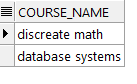 COURSE_NAME
discreate math
database systems